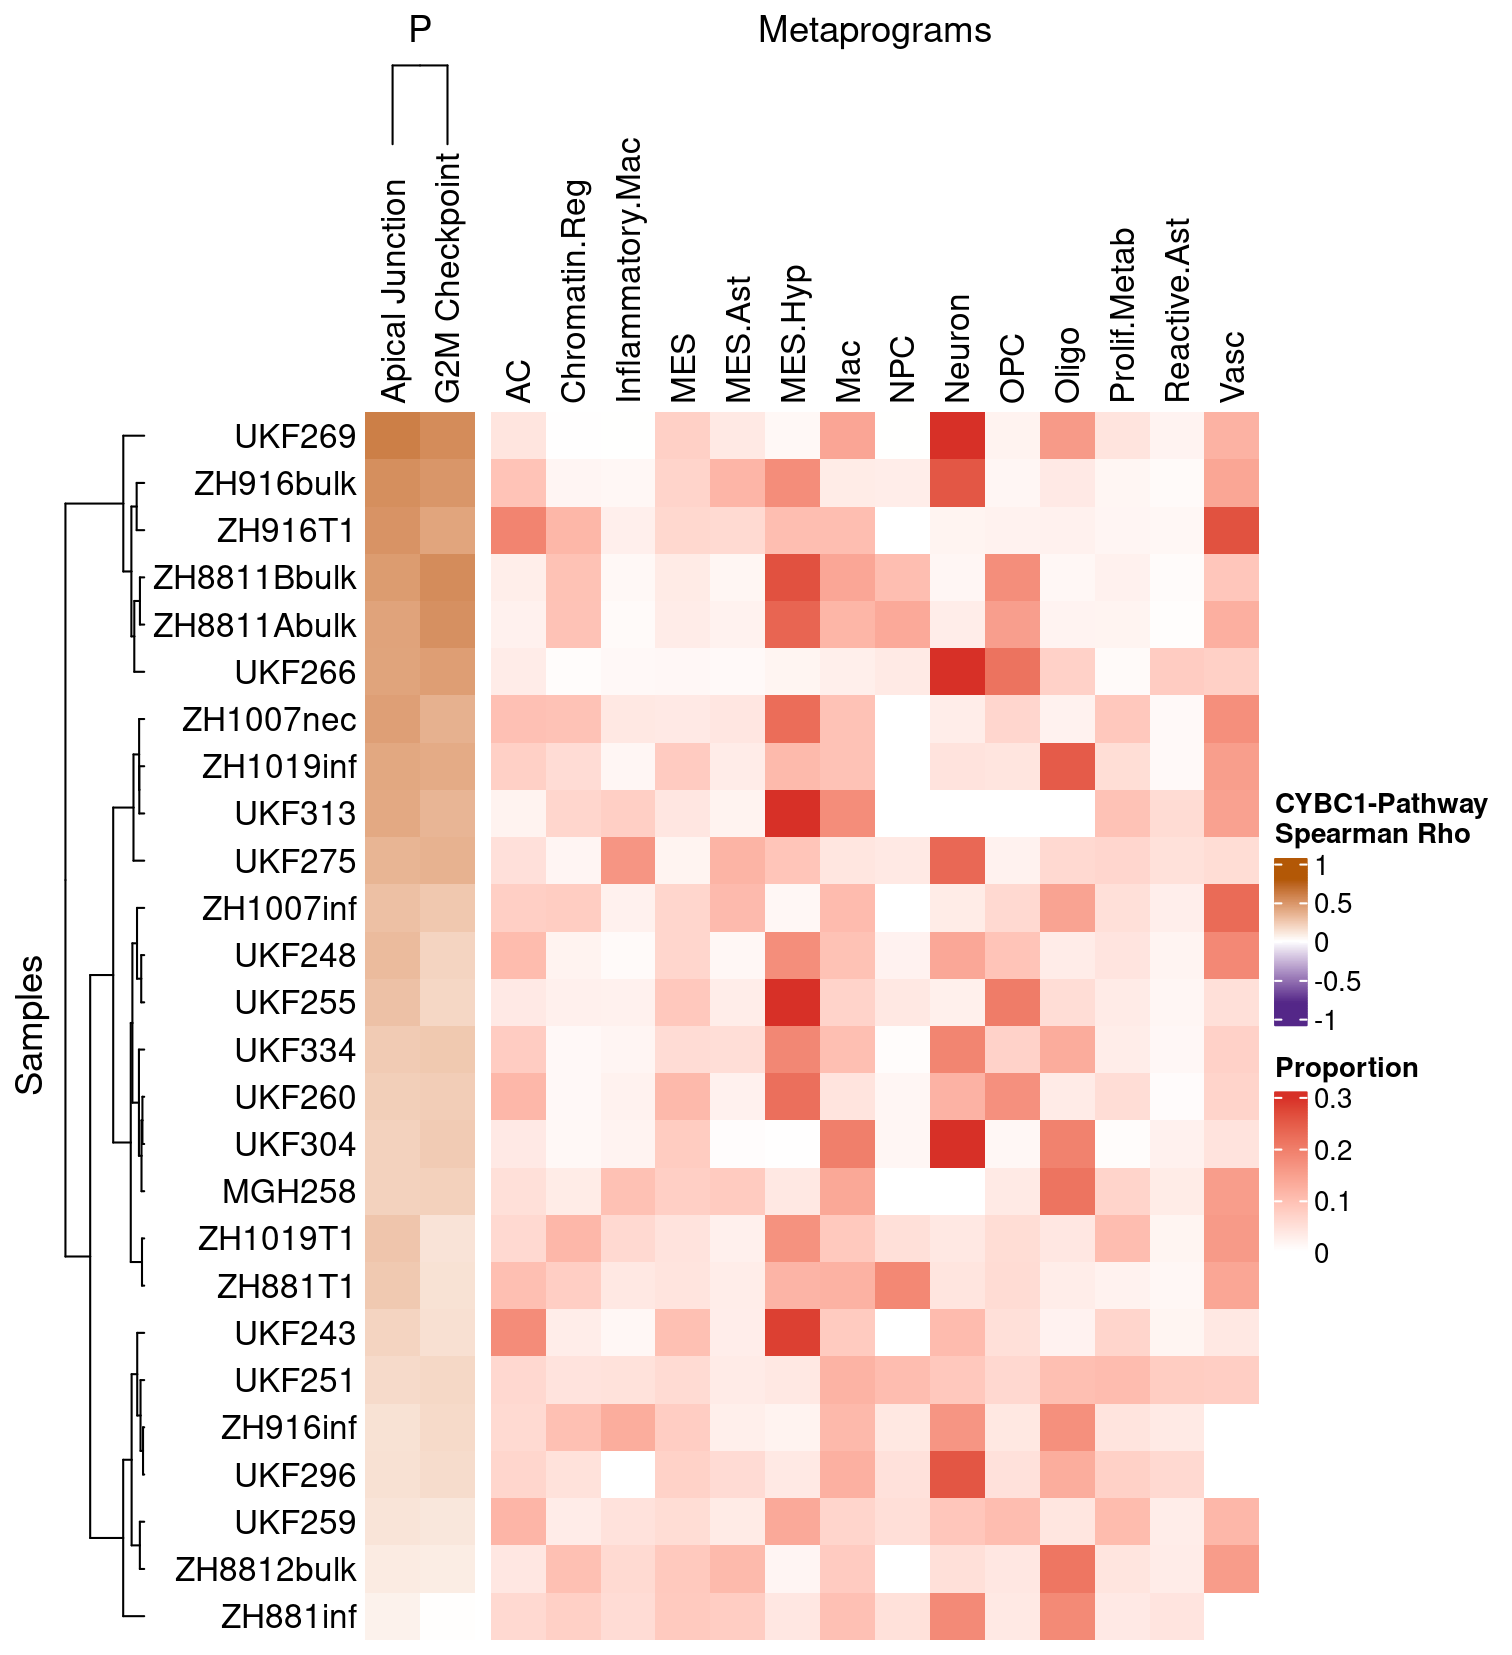 P
Metaprograms
Apical Junction
G2M Checkpoint
AC
Chromatin.Reg
Inflammatory.Mac
MES
MES.Ast
MES.Hyp
Mac
NPC
Neuron
OPC
Oligo
Prolif.Metab
Reactive.Ast
Vasc
Samples
UKF269
ZH916bulk
ZH916T1
ZH8811Bbulk
ZH8811Abulk
UKF266
ZH1007nec
ZH1019inf
UKF313
UKF275
ZH1007inf
UKF248
UKF255
UKF334
UKF260
UKF304
MGH258
ZH1019T1
ZH881T1
UKF243
UKF251
ZH916inf
UKF296
UKF259
ZH8812bulk
ZH881inf
CYBC1-Pathway
Spearman Rho
1
0.5
0
-0.5
-1
Proportion
0.3
0.2
0.1
0